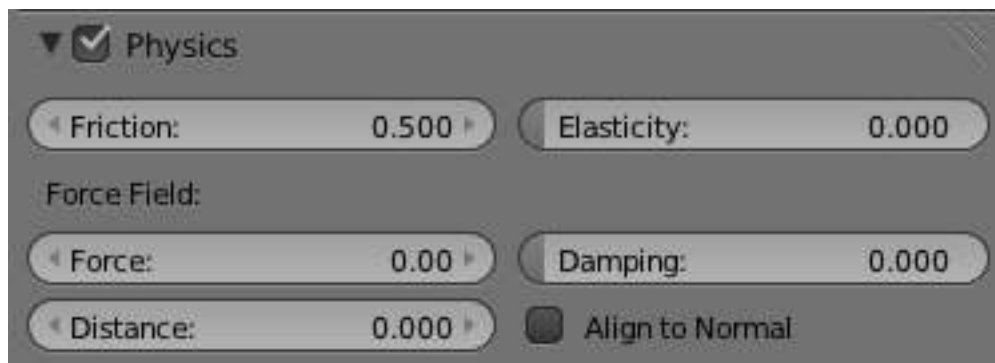 Physics
Friction: 0.500 Elasticity: 0.000
Force Field:
Force: 0.00 Damping: 0.000
Distance: 0.000 Align to Normal